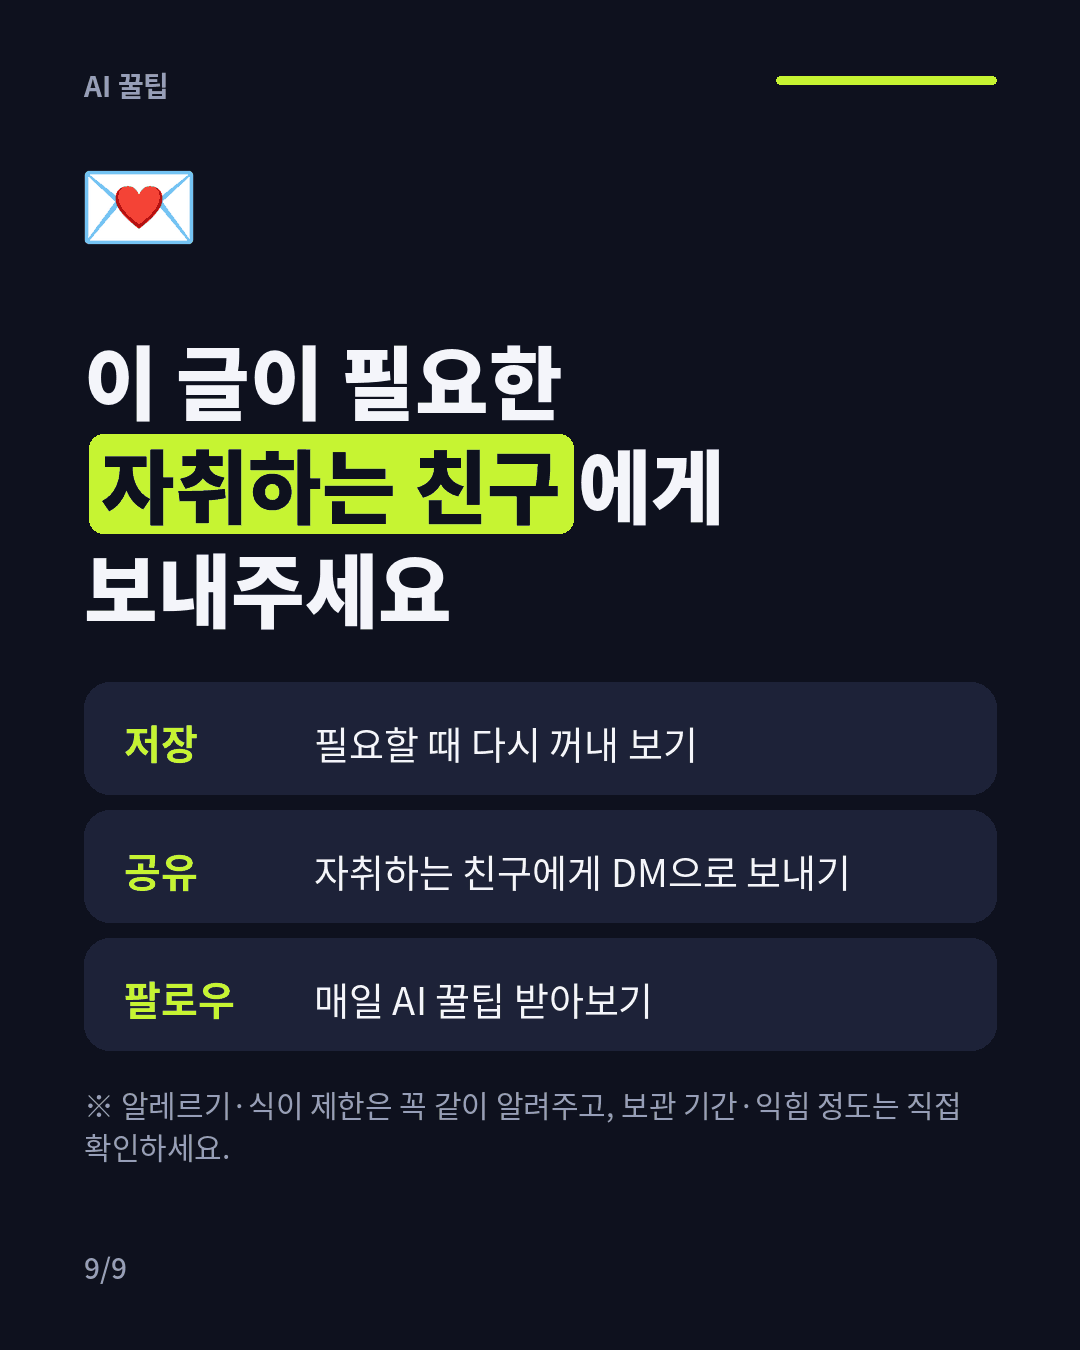 AI 꿀팁
이 글이 필요한
자취하는 친구에게
보내주세요
저장 필요할 때 다시 꺼내 보기
공유 자취하는 친구에게 DM으로 보내기
팔로우 매일 AI 꿀팁 받아보기
※ 알레르기·식이 제한은 꼭 같이 알려주고, 보관 기간·익힘 정도는 직접
확인하세요.
9/9